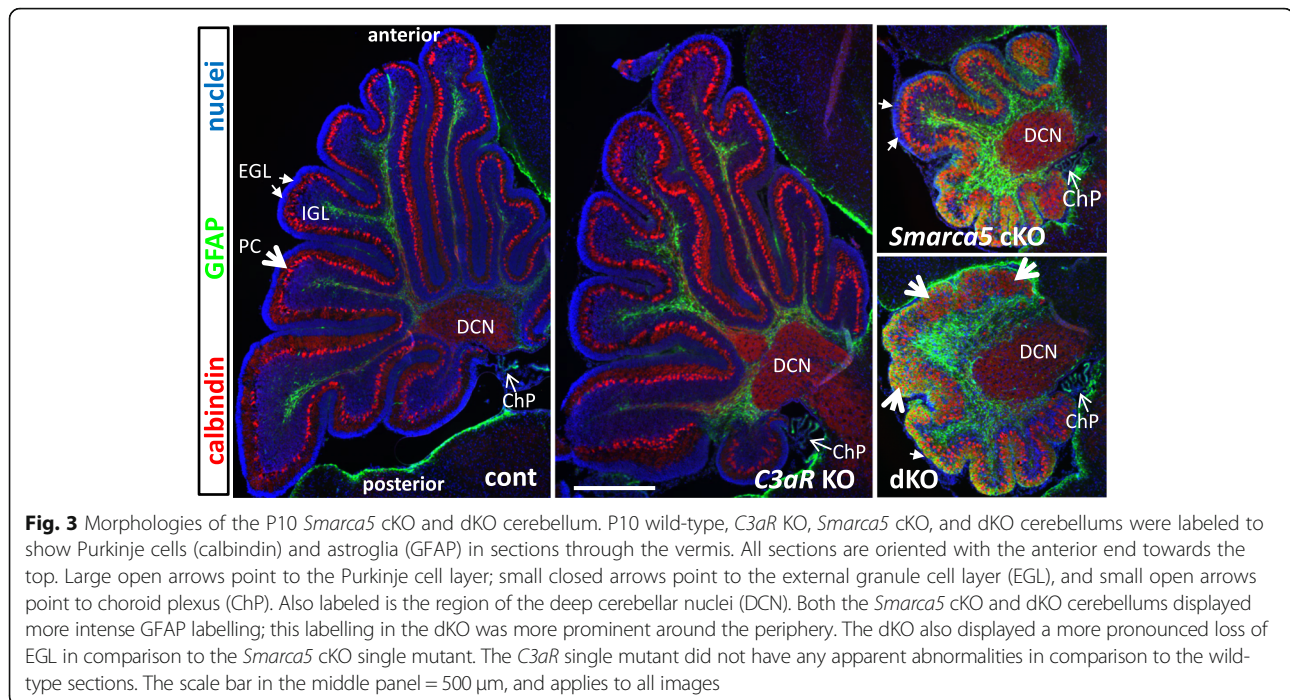 nuclei
GFAP
calbindin
anterior
EGL
IGL
PC
DCN
ChP
cont
posterior
DCN
ChP
C3aR KO
DCN
ChP
Smarca5 cKO
DCN
ChP
dKO
Fig. 3 Morphologies of the P10 Smarca5 cKO and dKO cerebellum. P10 wild-type, C3aR KO, Smarca5 cKO, and dKO cerebellums were labeled to
show Purkinje cells (calbindin) and astroglia (GFAP) in sections through the vermis. All sections are oriented with the anterior end towards the
top. Large open arrows point to the Purkinje cell layer; small closed arrows point to the external granule cell layer (EGL), and small open arrows
point to choroid plexus (ChP). Also labeled is the region of the deep cerebellar nuclei (DCN). Both the Smarca5 cKO and dKO cerebellums displayed
more intense GFAP labelling; this labelling in the dKO was more prominent around the periphery. The dKO also displayed a more pronounced loss of
EGL in comparison to the Smarca5 cKO single mutant. The C3aR single mutant did not have any apparent abnormalities in comparison to the wild-
type sections. The scale bar in the middle panel = 500 μm, and applies to all images